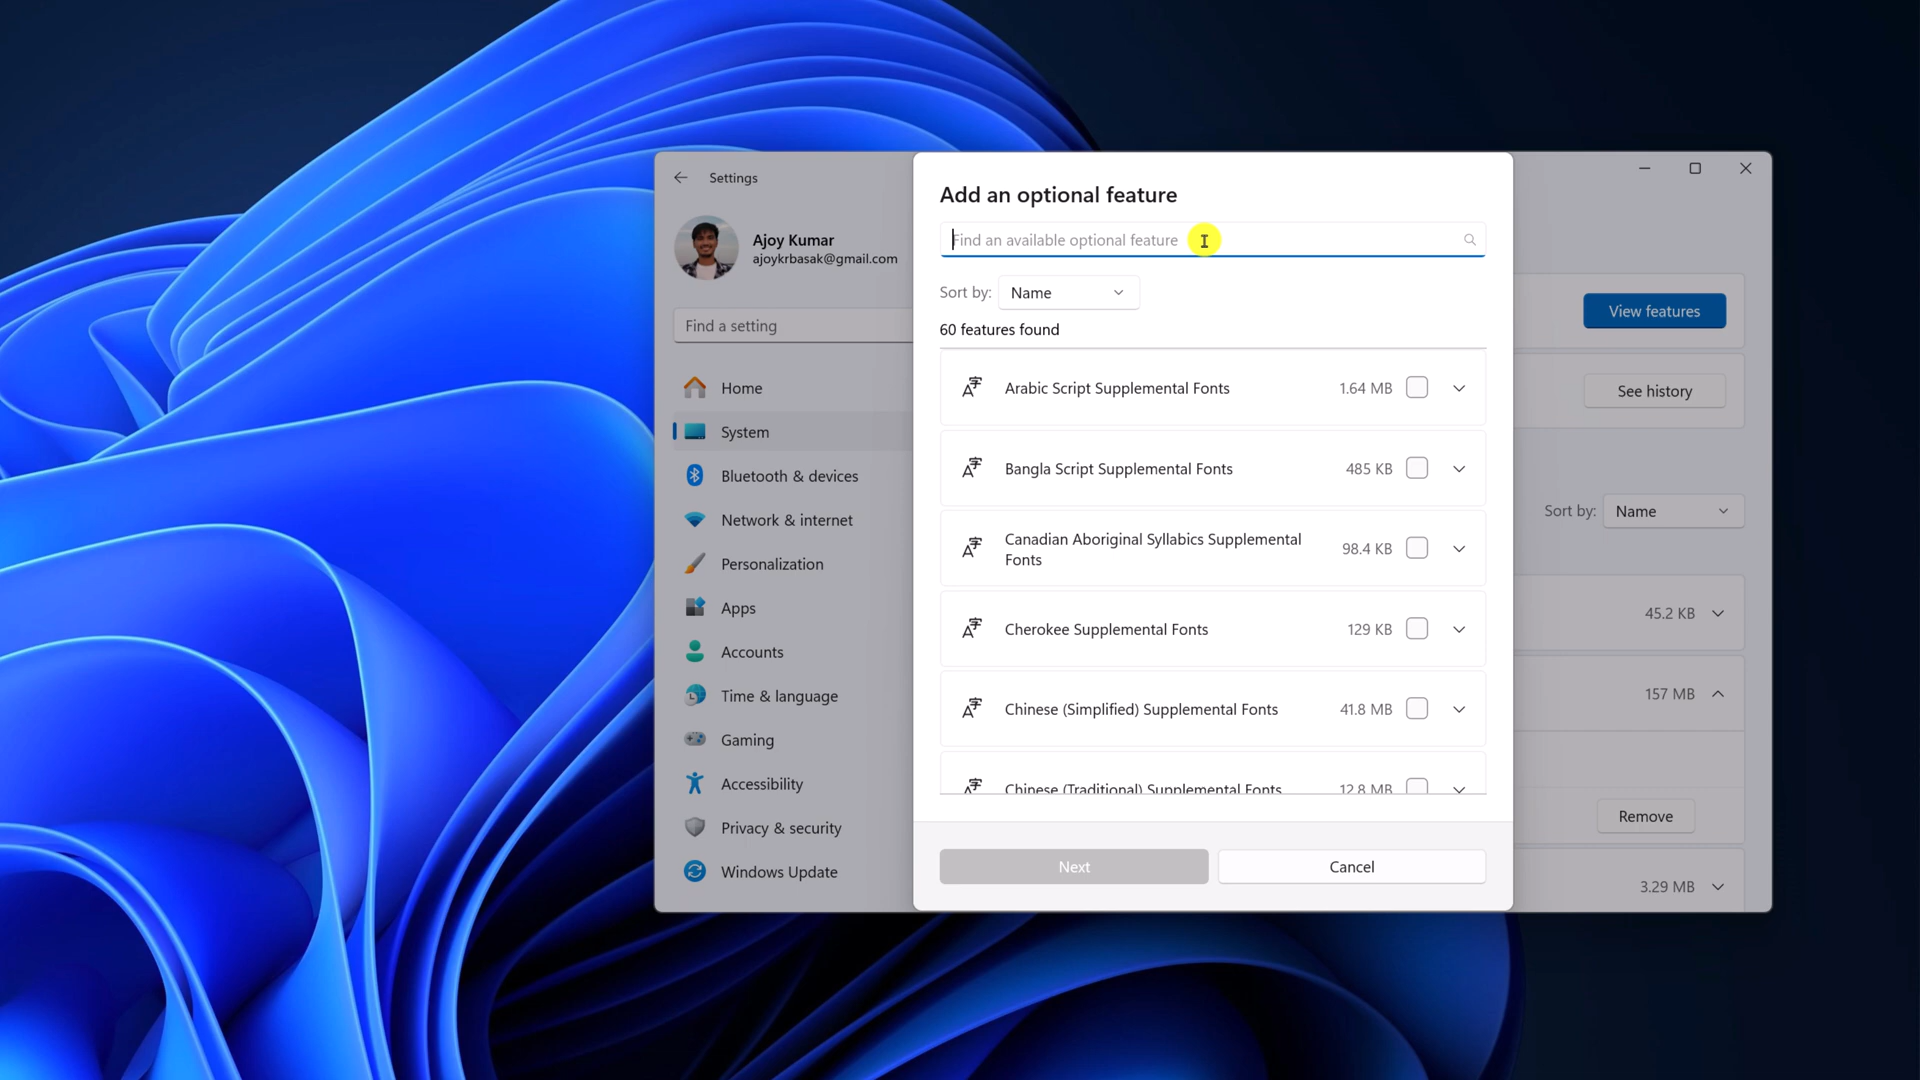 Settings
Ajoy Kumar
ajoykrbasak@gmail.com
Find a setting
Home
System
Bluetooth & devices
Network & internet
Personalization
Apps
Accounts
Time & language
Gaming
Accessibility
Privacy & security
Windows Update
Add an optional feature
Find an available optional feature
Sort by: Name
60 features found
Arabic Script Supplemental Fonts 1.64 MB
Bangla Script Supplemental Fonts 485 KB
Canadian Aboriginal Syllabics Supplemental
Fonts 98.4 KB
Cherokee Supplemental Fonts 129 KB
Chinese (Simplified) Supplemental Fonts 41.8 MB
Chinese (Traditional) Supplemental Fonts 12.8 MB
Next
Cancel
View features
See history
Sort by: Name
45.2 KB
157 MB
Remove
3.29 MB